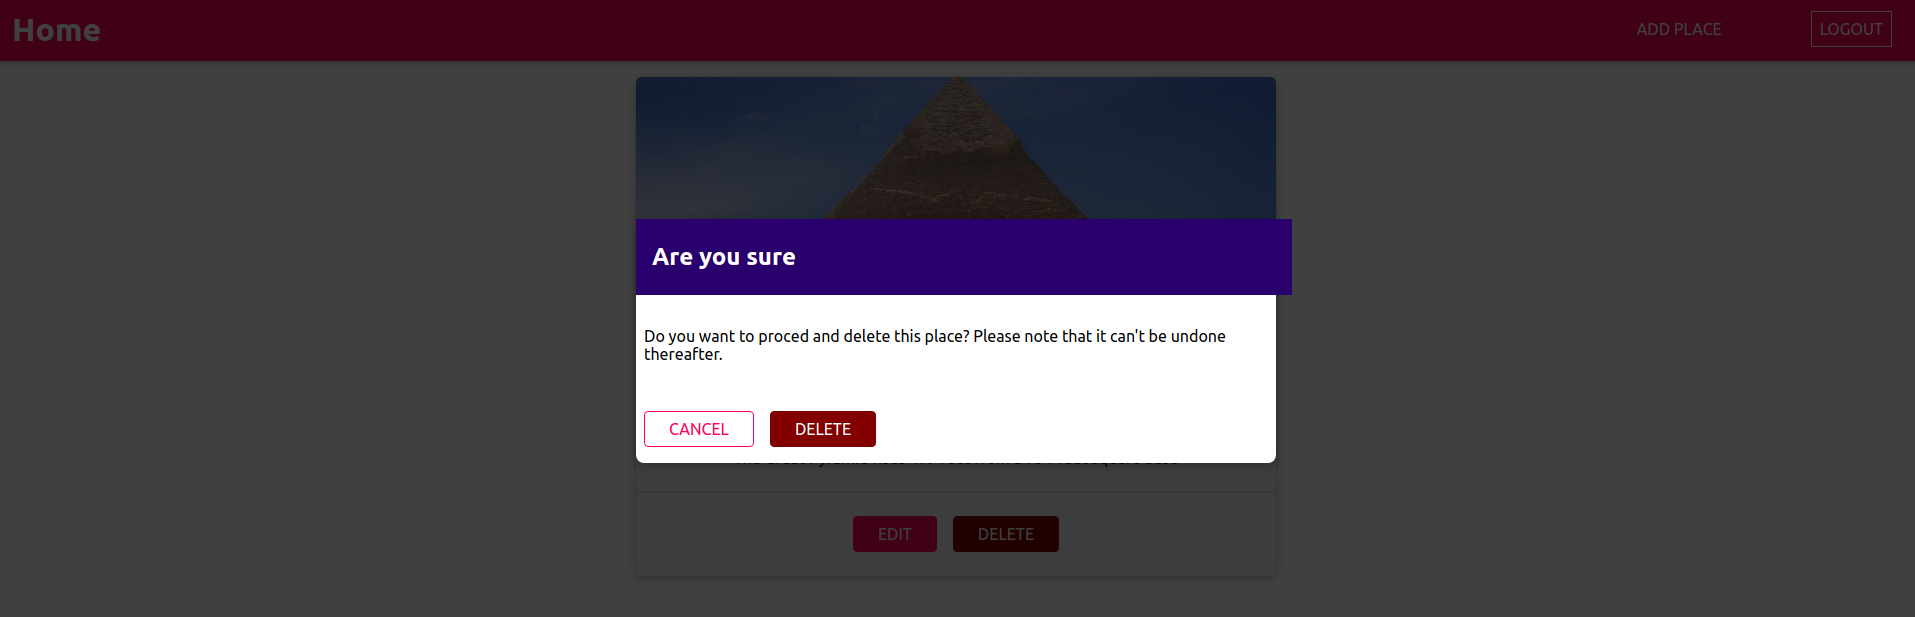 Home
ADD PLACE
LOGOUT
Are you sure
Do you want to proced and delete this place? Please note that it can't be undone
thereafter.
CANCEL
DELETE
EDIT
DELETE